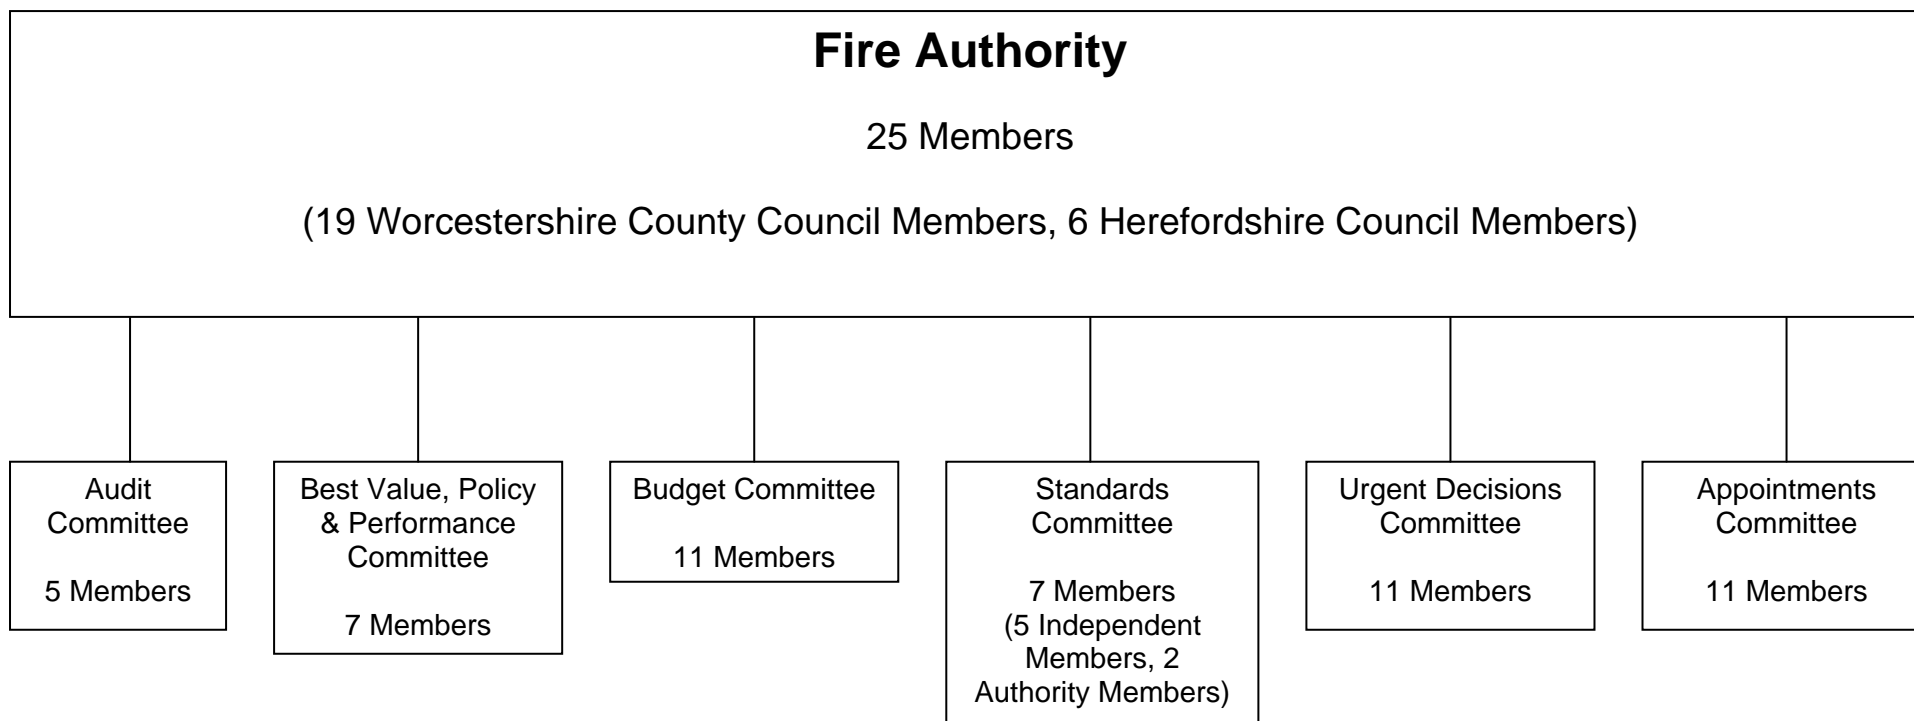 Fire Authority
25 Members
(19 Worcestershire County Council Members, 6 Herefordshire Council Members)
Audit
Committee
5 Members
Best Value, Policy
& Performance
Committee
7 Members
Budget Committee
11 Members
Standards
Committee
7 Members
(5 Independent
Members, 2
Authority Members)
Urgent Decisions
Committee
11 Members
Appointments
Committee
11 Members